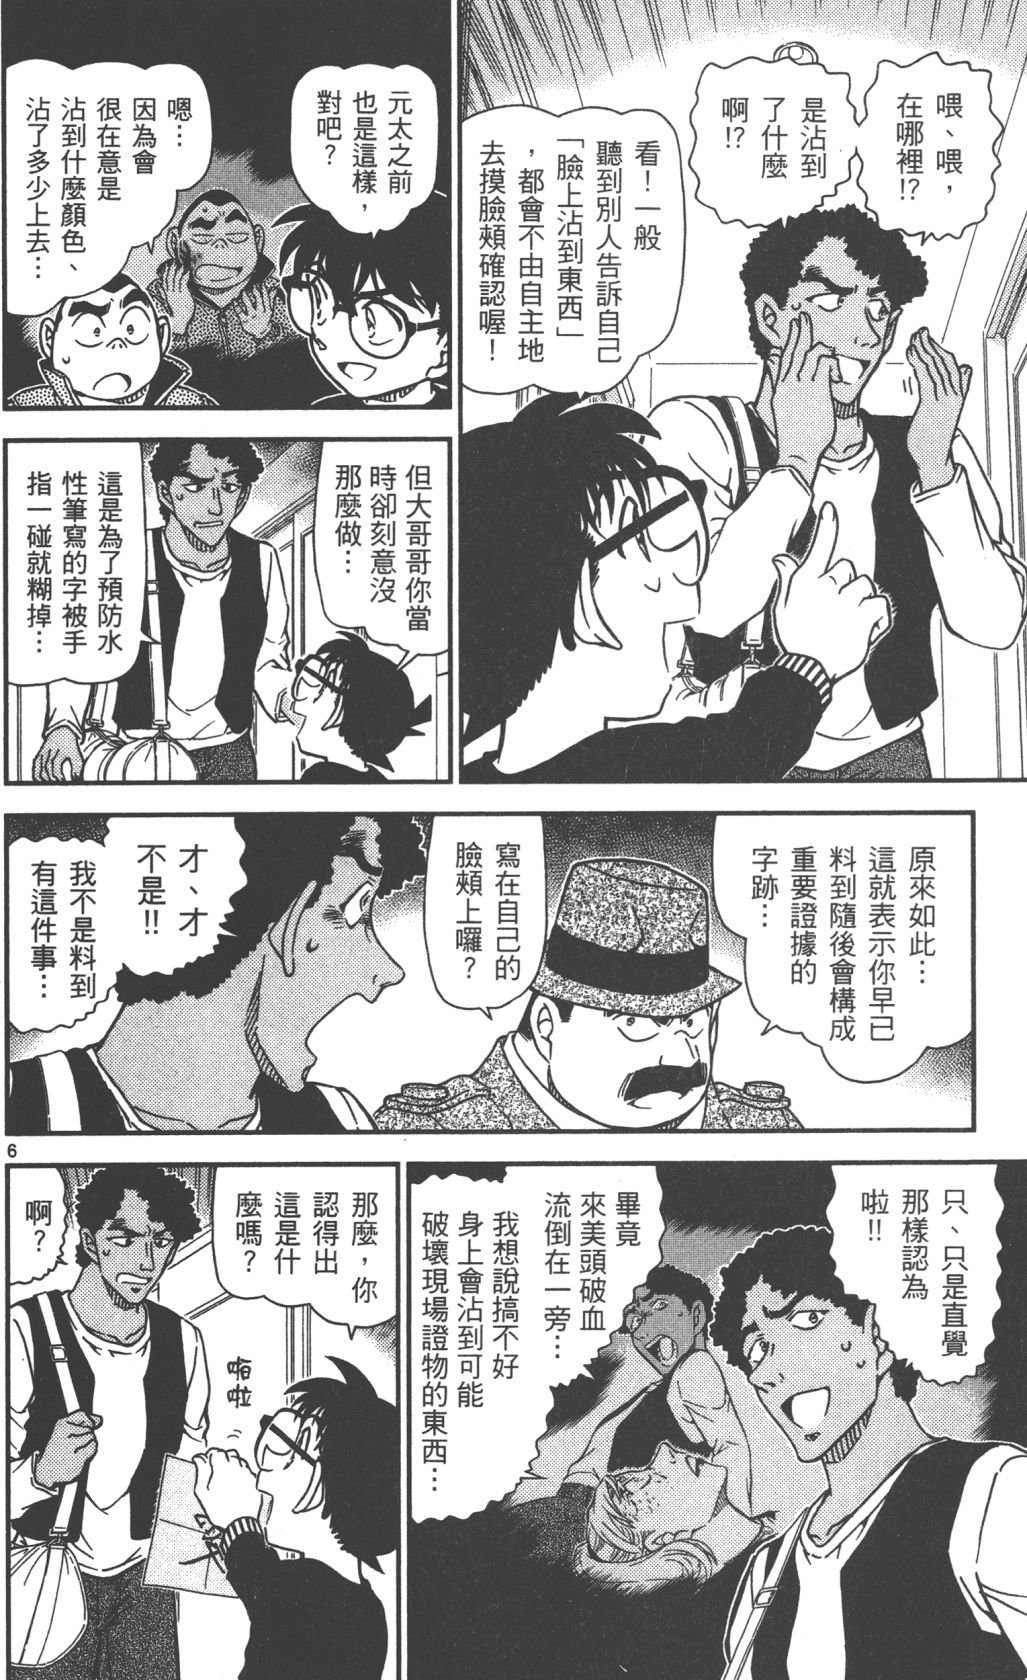 喂、喂，
在哪裡!?
是沾到
了什麼
啊!?
看！一般
聽到別人告訴自己
「臉上沾到東西」
，都會不由自主地
去摸臉頰確認喔！
元太之前
也是這樣，
對吧？
嗯…
因為會
很在意是
沾到什麼顏色、
沾了多少上去…
但大哥哥你當
時卻刻意沒
那麼做…
這是為了預防水
性筆寫的字被手
指一碰就糊掉…
原來如此…
這就表示你早已
料到隨後會構成
重要證據的
字跡…
寫在自己的
臉頰上囉？
才、才
不是!!
我不是料到
有這件事…
6
只、只是直覺
那樣認為
啦!!
畢竟
來美頭破血
流倒在一旁…
我想說搞不好
身上會沾到可能
破壞現場證物的東西…
那麼，你
認得出
這是什
麼嗎？
啪啦
啊？